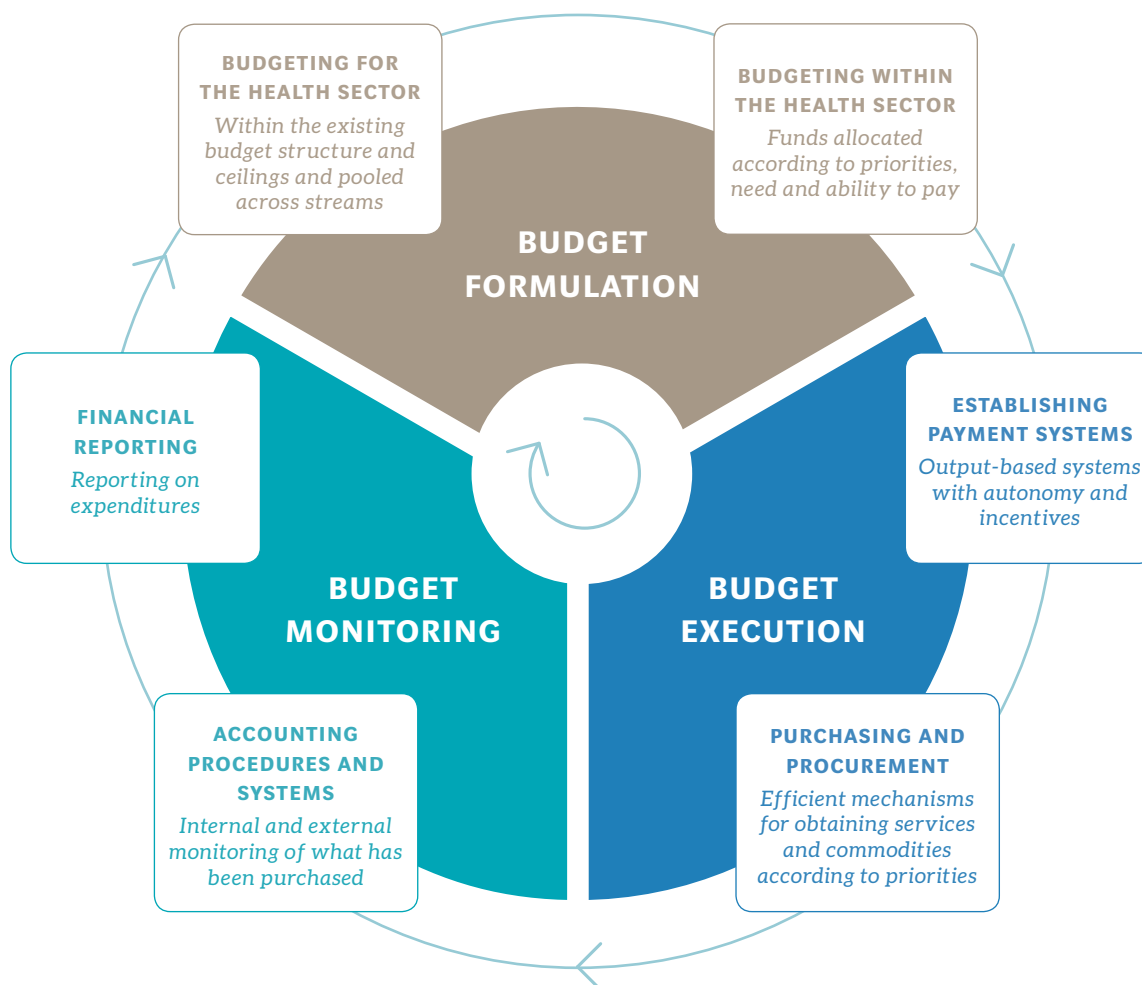 BUDGETING FOR
THE HEALTH SECTOR
Within the existing
budget structure and
ceilings and pooled
across streams
BUDGETING WITHIN
THE HEALTH SECTOR
Funds allocated
according to priorities,
need and ability to pay
BUDGET
FORMULATION
FINANCIAL
REPORTING
Reporting on
expenditures
ESTABLISHING
PAYMENT SYSTEMS
Output-based systems
with autonomy and
incentives
BUDGET
MONITORING
BUDGET
EXECUTION
ACCOUNTING
PROCEDURES AND
SYSTEMS
Internal and external
monitoring of what has
been purchased
PURCHASING AND
PROCUREMENT
Efficient mechanisms
for obtaining services
and commodities
according to priorities